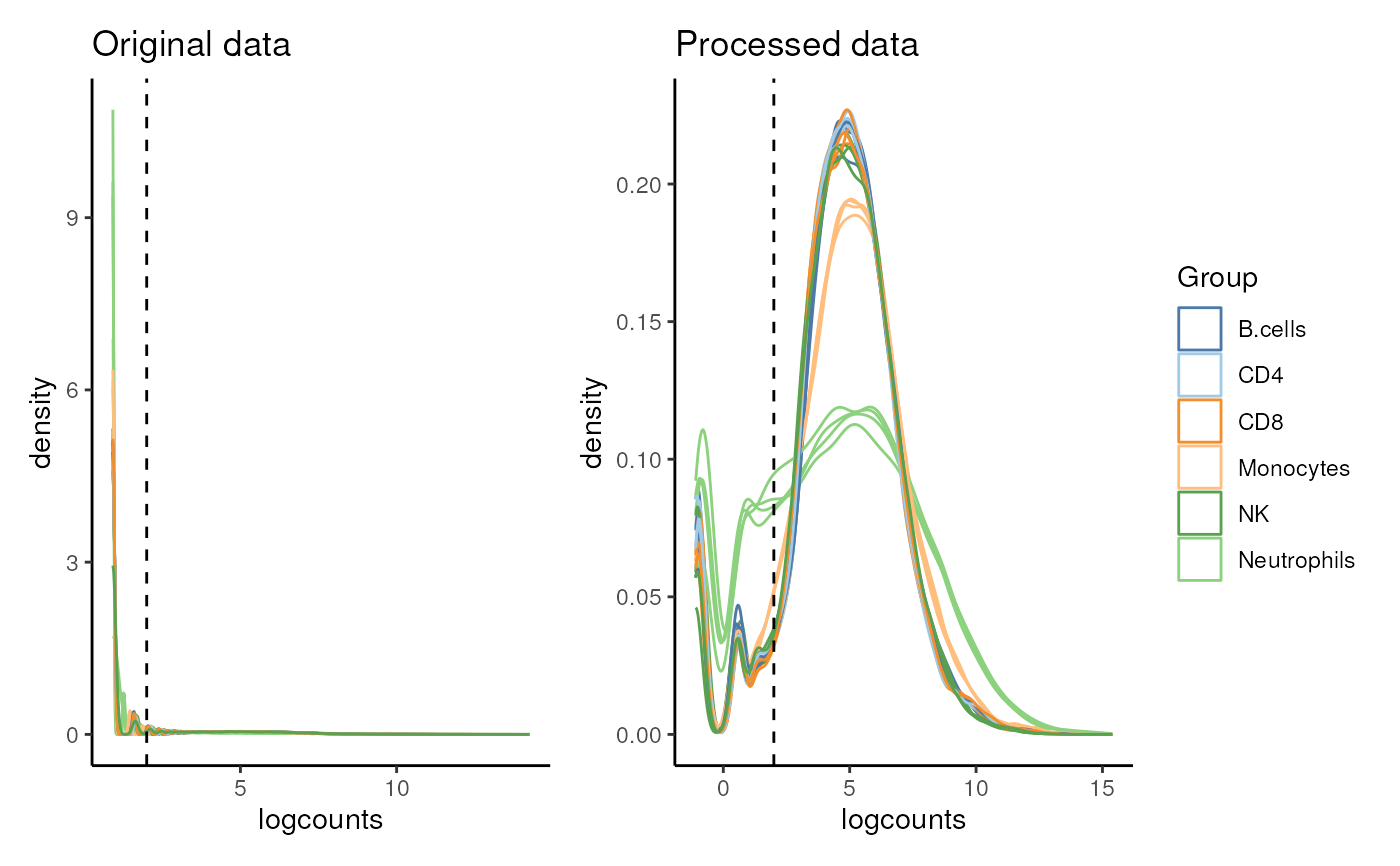 Original data
density
9
6
3
0
5
10
logcounts
Processed data
density
0.20
0.15
0.10
0.05
0.00
0
5
10
15
logcounts
Group
B.cells
CD4
CD8
Monocytes
NK
Neutrophils